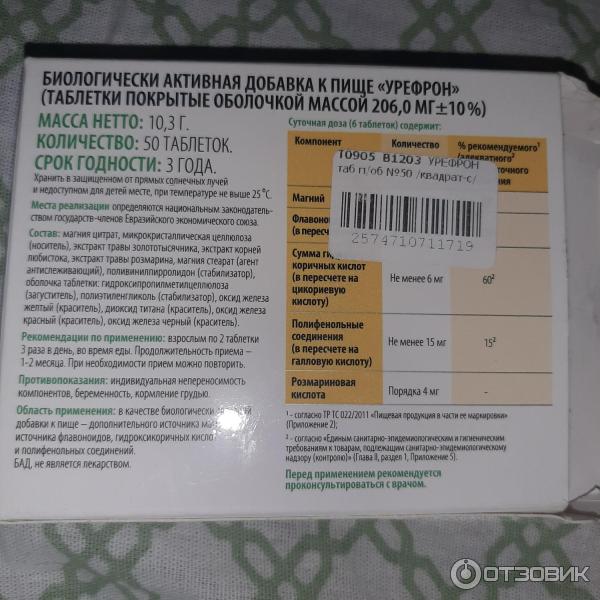 БИОЛОГИЧЕСКИ АКТИВНАЯ ДОБАВКА К ПИЩЕ «УРЕФРОН»
(ТАБЛЕТКИ ПОКРЫТЫЕ ОБОЛОЧКОЙ МАССОЙ 206,0 МГ±10%)
МАССА НЕТТО: 10,3 Г.
КОЛИЧЕСТВО: 50 ТАБЛЕТОК.
СРОК ГОДНОСТИ: 3 ГОДА.
Хранить в защищенном от прямых солнечных лучей
и недоступном для детей месте, при температуре не выше 25 °С.
Места реализации определяются национальным законодатель-
ством государств-членов Евразийского экономического союза.
Состав: магния цитрат, микрокристаллическая целлюлоза
(носитель), экстракт травы золототысячника, экстракт корней
любистока, экстракт травы розмарина, магния стеарат (агент
антислеживающий), поливинилпирролидон (стабилизатор),
оболочка таблетки: гидроксипропилметилцеллюлоза
(загуститель), полиэтиленгликоль (стабилизатор), оксид железа
желтый (краситель), диоксид титана (краситель), оксид железа
красный (краситель), оксид железа черный (краситель).
Рекомендации по применению: взрослым по 2 таблетки
3 раза в день, во время еды. Продолжительность приема –
1-2 месяца. При необходимости прием можно повторить.
Противопоказания: индивидуальная непереносимость
компонентов, беременность, кормление грудью.
Область применения: в качестве биологически
добавки к пище – дополнительного источника
источника флавоноидов, гидроксикоричных кислот
и полифенольных соединений.
БАД, не является лекарством.
Суточная доза (6 таблеток) содержит:
Компонент Количество % рекомендуемого¹
/адекватного²
Магний
(в пересчете
Сумма
коричных кислот
(в пересчете на
цикориевую
кислоту) Не менее 6 мг 60²
Полифенольные
соединения
(в пересчете на
галловую кислоту) Не менее 15 мг 15²
Розмариновая
кислота Порядка 4 мг -
Т0905 В1203 УРЕФРОН
таб п/об №50 /квадрат-с/
2574710711719
¹ - согласно ТР ТС 022/2011 «Пищевая продукция в части ее маркировки»
(Приложение 2);
² - согласно «Единым санитарно-эпидемиологическим и гигиеническим
требованиям к товарам, подлежащим санитарно-эпидемиологическому
надзору (контролю)» (Глава II, раздел 1, Приложение 5).
Перед применением рекомендуется
проконсультироваться с врачом.
ОТЗОВИК